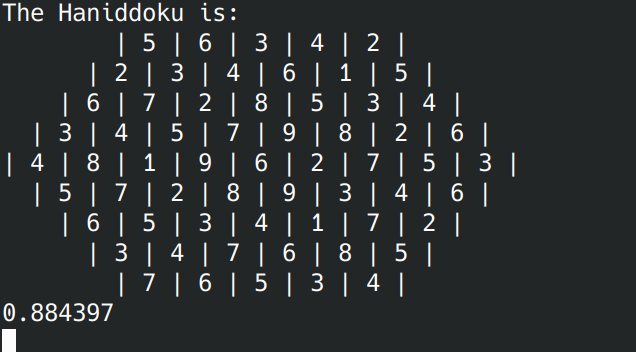 The Haniddoku is:
| 5 | 6 | 3 | 4 | 2 |
| 2 | 3 | 4 | 6 | 1 | 5 |
| 6 | 7 | 2 | 8 | 5 | 3 | 4 |
| 3 | 4 | 5 | 7 | 9 | 8 | 2 | 6 |
| 4 | 8 | 1 | 9 | 6 | 2 | 7 | 5 | 3 |
| 5 | 7 | 2 | 8 | 9 | 3 | 4 | 6 |
| 6 | 5 | 3 | 4 | 1 | 7 | 2 |
| 3 | 4 | 7 | 6 | 8 | 5 |
| 7 | 6 | 5 | 3 | 4 |
0.884397